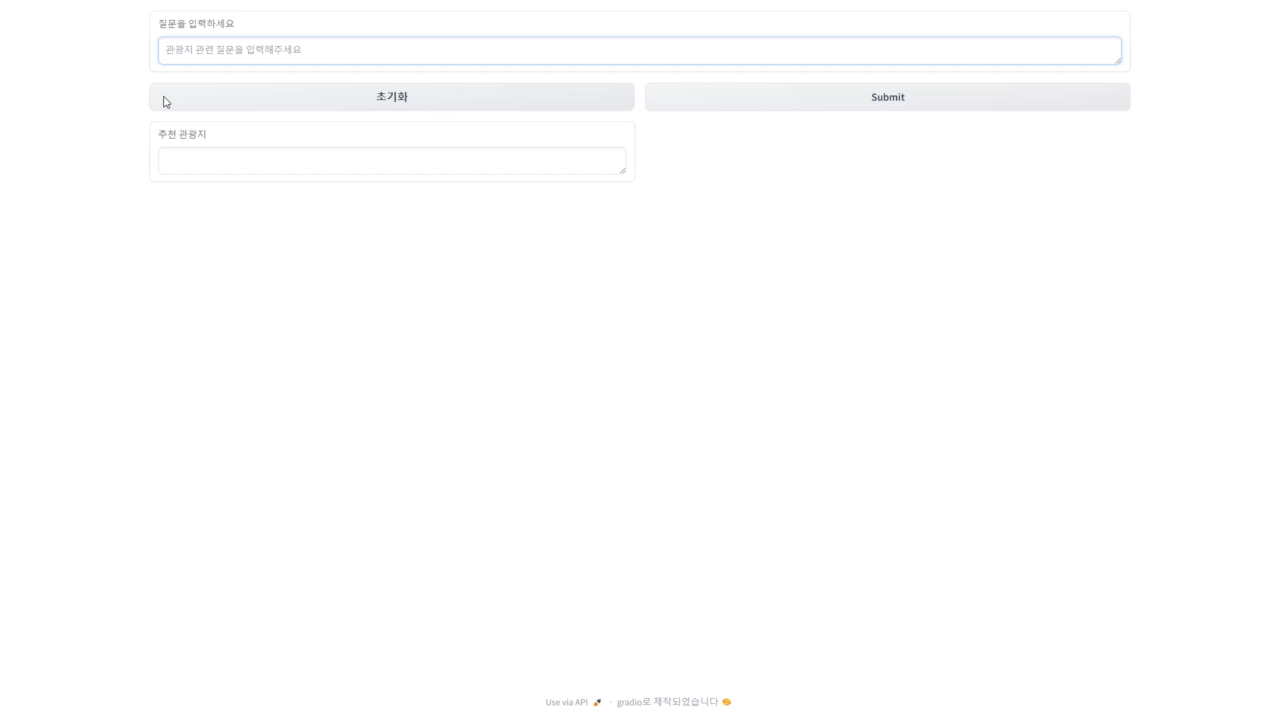 질문을 입력하세요
관광지 관련 질문을 입력해주세요
초기화
Submit
추천 관광지
Use via API · gradio로 제작되었습니다